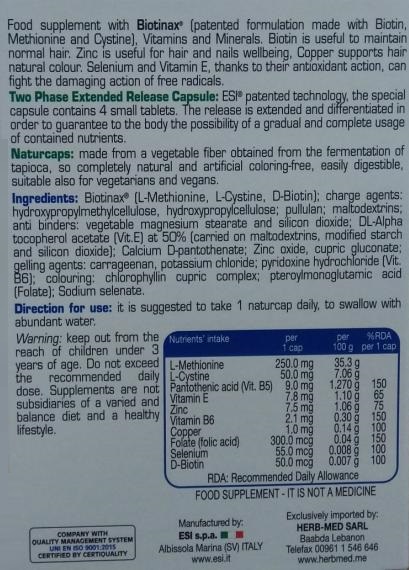 Food supplement with Biotinax® (patented formulation made with Biotin,
Methionine and Cystine), Vitamins and Minerals. Biotin is useful to maintain
normal hair. Zinc is useful for hair and nails wellbeing, Copper supports hair
natural colour. Selenium and Vitamin E, thanks to their antioxidant action, can
fight the damaging action of free radicals.
Two Phase Extended Release Capsule: ESI® patented technology, the special
capsule contains 4 small tablets. The release is extended and differentiated in
order to guarantee to the body the possibility of a gradual and complete usage
of contained nutrients.
Naturcaps: made from a vegetable fiber obtained from the fermentation of
tapioca, so completely natural and artificial coloring-free, easily digestible,
suitable also for vegetarians and vegans.
Ingredients: Biotinax® (L-Methionine, L-Cystine, D-Biotin); charge agents:
hydroxypropylmethylcellulose, hydroxypropylcellulose; pullulan; maltodextrins;
anti binders: vegetable magnesium stearate and silicon dioxide; DL-Alpha
tocopherol acetate (Vit.E) at 50% (carried on maltodextrins, modified starch
and silicon dioxide); Calcium D-pantothenate; Zinc oxide, cupric gluconate;
gelling agents: carrageenan, potassium chloride; pyridoxine hydrochloride (Vit.
B6); colouring: chlorophyllin cupric complex; pteroylmonoglutamic acid
(Folate); Sodium selenate.
Direction for use: it is suggested to take 1 naturcap daily, to swallow with
abundant water.
Warning: keep out from the
reach of children under 3
years of age. Do not exceed
the recommended daily
dose. Supplements are not
subsidiaries of a varied and
balance diet and a healthy
lifestyle.
Nutrients' intake per 1 cap per 100 g %RDA per 1 cap
L-Methionine 250.0 mg 35.3 g
L-Cystine 50.0 mg 7.06 g
Pantothenic acid (Vit. B5) 9.0 mg 1.270 g 150
Vitamin E 7.8 mg 1.10 g 65
Zinc 7.5 mg 1.06 g 75
Vitamin B6 2.1 mg 0.30 g 150
Copper 1.0 mg 0.14 g 100
Folate (folic acid) 300.0 mcg 0.04 g 150
Selenium 55.0 mcg 0.008 g 100
D-Biotin 50.0 mcg 0.007 g 100
RDA: Recommended Daily Allowance
FOOD SUPPLEMENT - IT IS NOT A MEDICINE
COMPANY WITH
QUALITY MANAGEMENT SYSTEM
UNI EN ISO 9001:2015
CERTIFIED BY CERTIQUALITY
Manufactured by:
ESI s.p.a.
Albissola Marina (SV) ITALY
www.esi.it
Exclusively imported by:
HERB-MED SARL
Baabda Lebanon
Telefax 00961 1 546 646
www.herbmed.me